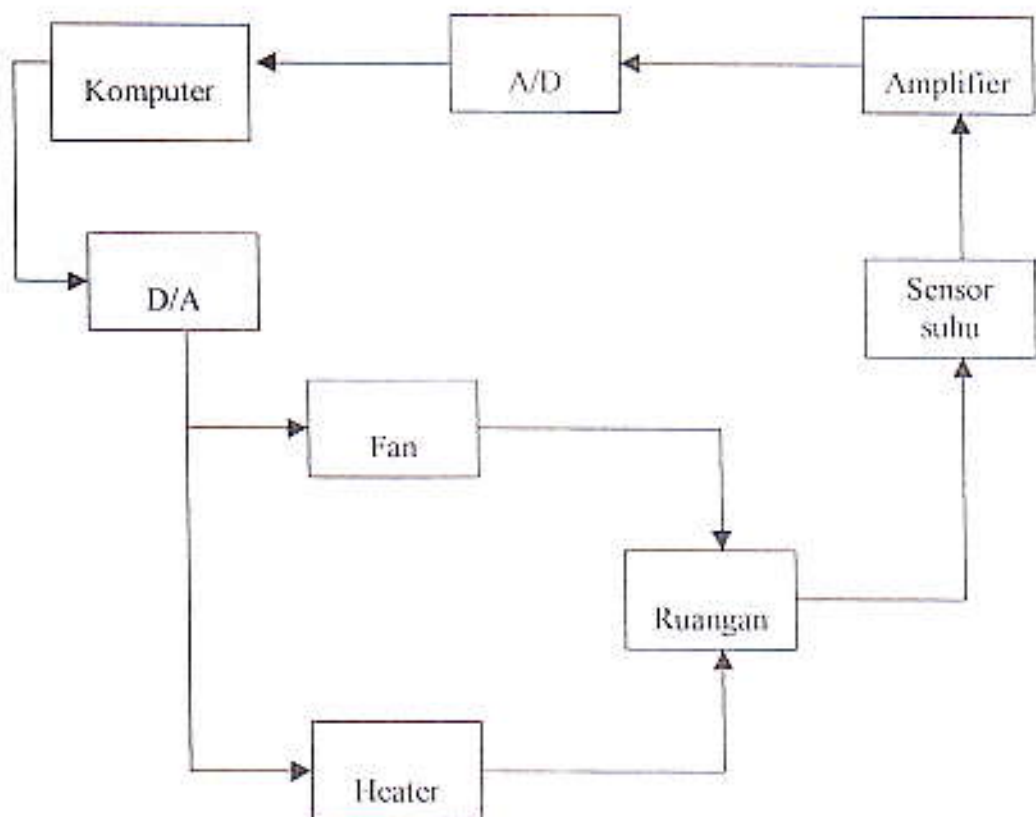 Komputer
A/D
Amplifier
D/A
Sensor
suhu
Fan
Ruangan
Heater